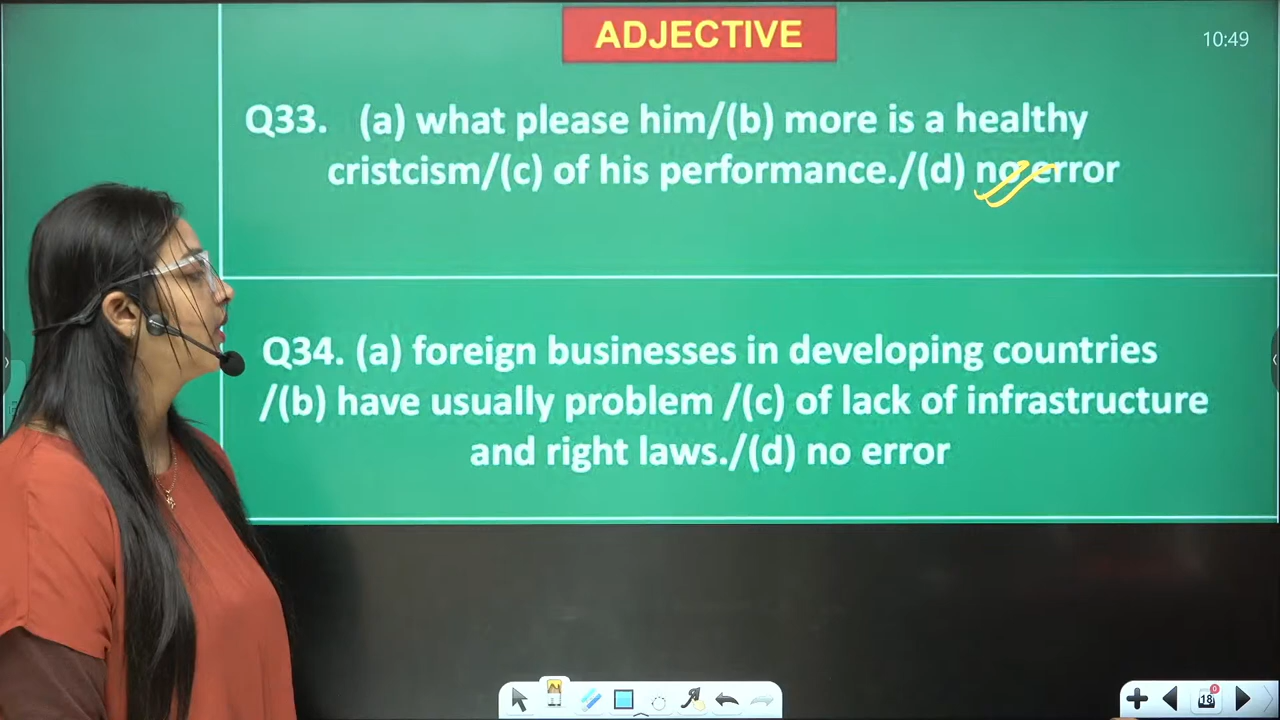 ADJECTIVE
10:49
Q33. (a) what please him/(b) more is a healthy
cristcism/(c) of his performance./(d) no error
Q34. (a) foreign businesses in developing countries
/(b) have usually problem /(c) of lack of infrastructure
and right laws./(d) no error
18